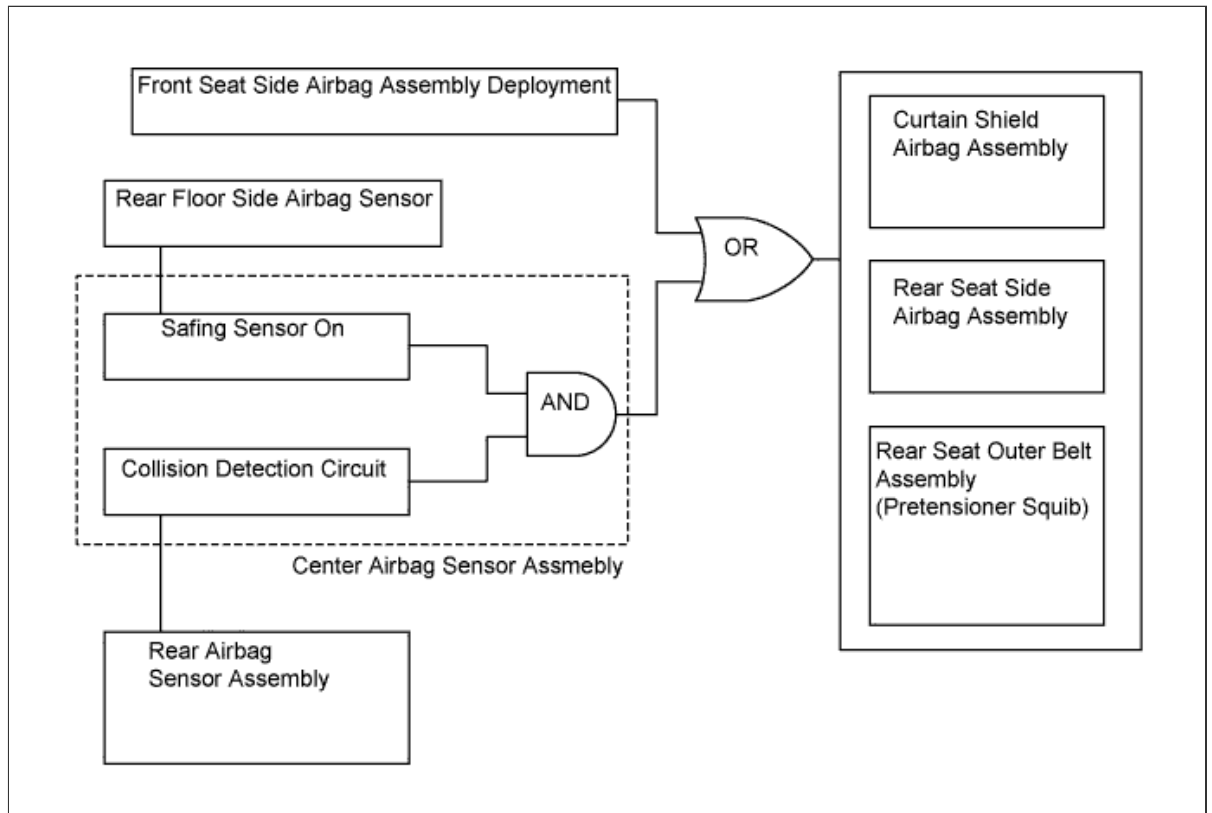 Front Seat Side Airbag Assembly Deployment
Rear Floor Side Airbag Sensor
Safing Sensor On
Collision Detection Circuit
AND
Center Airbag Sensor Assmebly
Rear Airbag
Sensor Assembly
OR
Curtain Shield
Airbag Assembly
Rear Seat Side
Airbag Assembly
Rear Seat Outer Belt
Assembly
(Pretensioner Squib)